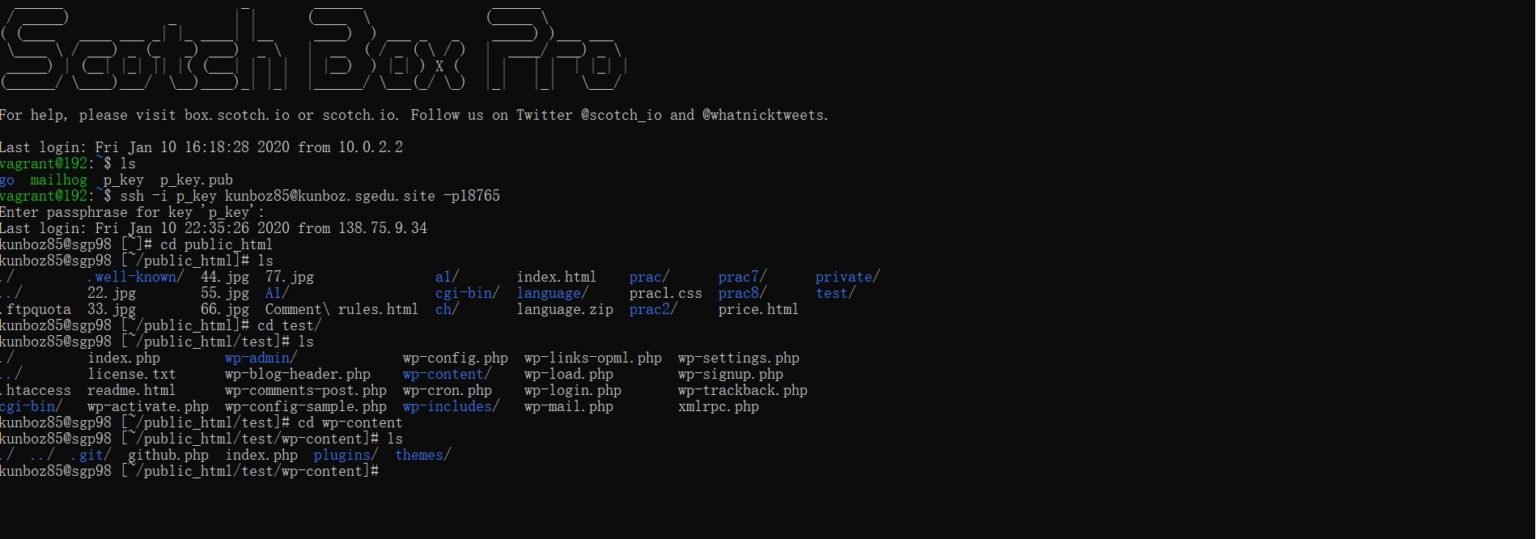 Scotch Box Pro
For help, please visit box.scotch.io or scotch.io. Follow us on Twitter @scotch_io and @whatnicktweets.
Last login: Fri Jan 10 16:18:28 2020 from 10.0.2.2
vagrant@192:~$ ls
go  mailhog  p_key  p_key.pub
vagrant@192:~$ ssh -i p_key kunboz85@kunboz.sgedu.site -p18765
Enter passphrase for key 'p_key':
Last login: Fri Jan 10 22:35:26 2020 from 138.75.9.34
kunboz85@sgp98 [~]# cd public_html
kunboz85@sgp98 [~/public_html]# ls
./  .well-known/  44.jpg  77.jpg  a1/  index.html  prac/  prac7/  private/
../  22.jpg  55.jpg  A1/  cgi-bin/  language/  prac1.css  prac8/  test/
.ftpquota  33.jpg  66.jpg  Comment\ rules.html  ch/  language.zip  prac2/  price.html
kunboz85@sgp98 [~/public_html]# cd test/
kunboz85@sgp98 [~/public_html/test]# ls
./  index.php  wp-admin/  wp-config.php  wp-links-opml.php  wp-settings.php
../  license.txt  wp-blog-header.php  wp-content/  wp-load.php  wp-signup.php
.htaccess  readme.html  wp-comments-post.php  wp-cron.php  wp-login.php  wp-trackback.php
cgi-bin/  wp-activate.php  wp-config-sample.php  wp-includes/  wp-mail.php  xmlrpc.php
kunboz85@sgp98 [~/public_html/test]# cd wp-content
kunboz85@sgp98 [~/public_html/test/wp-content]# ls
./  ../  .git/  github.php  index.php  plugins/  themes/
kunboz85@sgp98 [~/public_html/test/wp-content]#